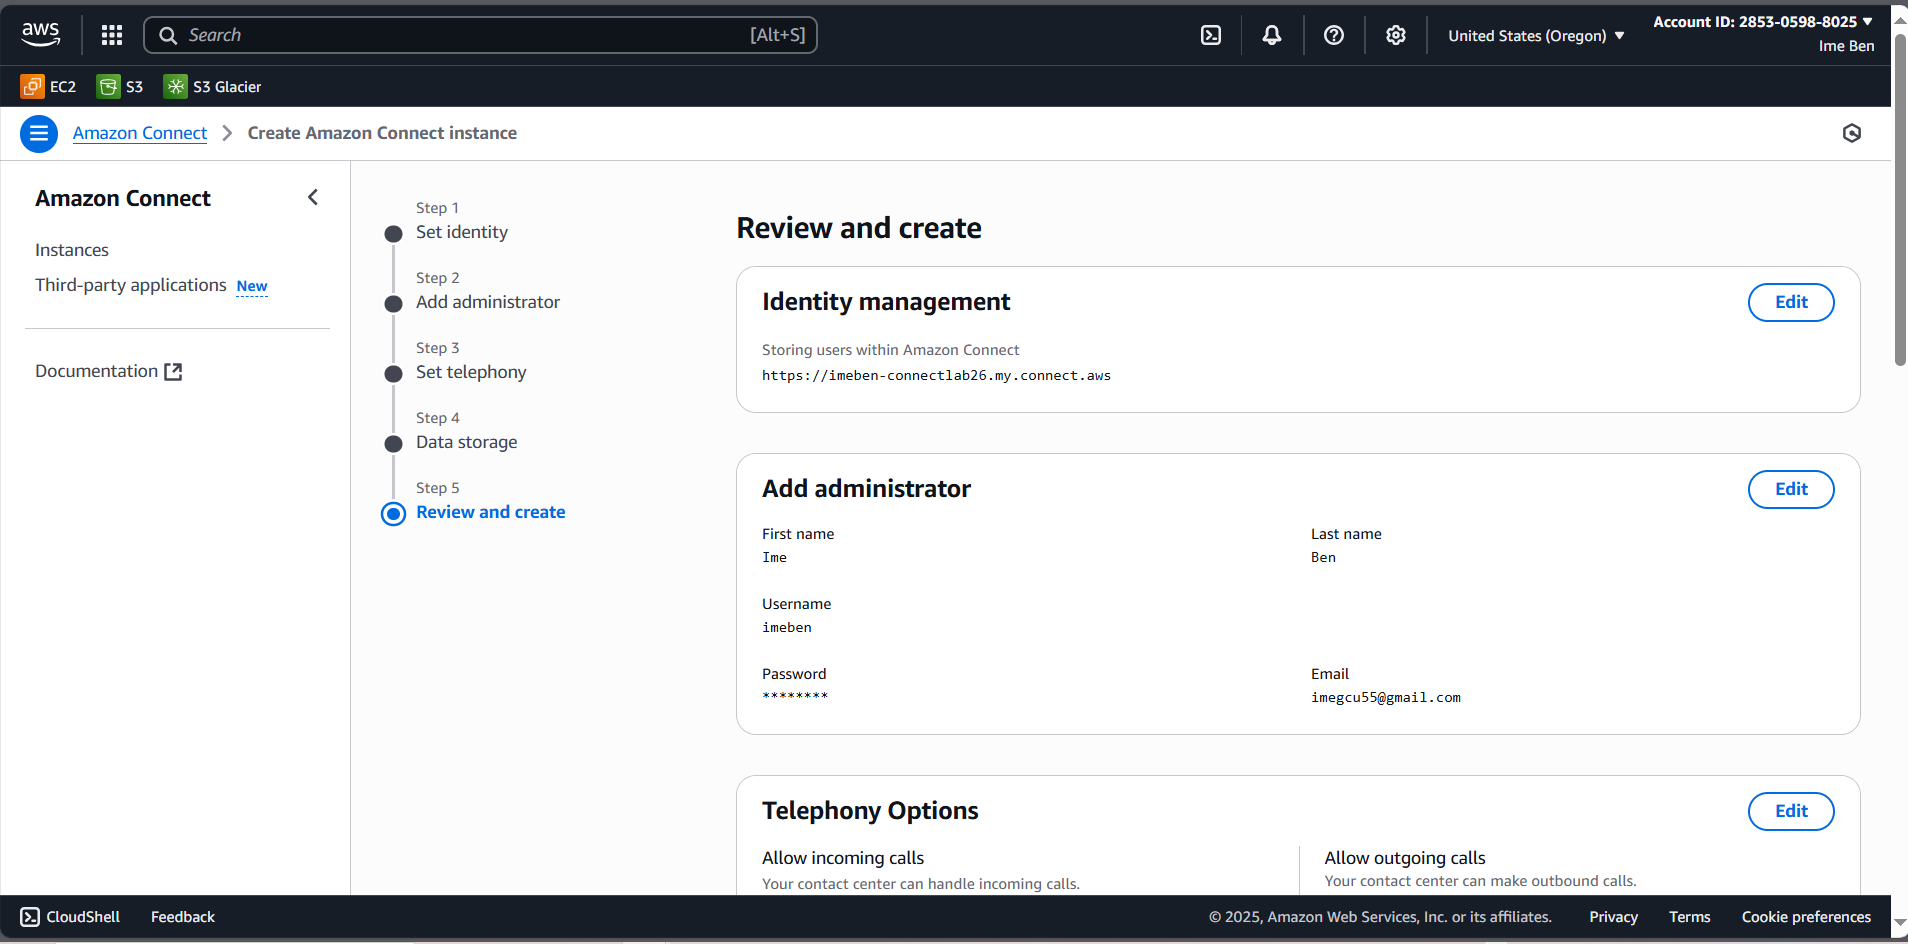 aws
Search
[Alt+S]
United States (Oregon)
Account ID: 2853-0598-8025
Ime Ben
EC2
S3
S3 Glacier
Amazon Connect
Create Amazon Connect instance
Amazon Connect
Instances
Third-party applications New
Documentation
Step 1
Set identity
Step 2
Add administrator
Step 3
Set telephony
Step 4
Data storage
Step 5
Review and create
Review and create
Identity management
Edit
Storing users within Amazon Connect
https://imeben-connectlab26.my.connect.aws
Add administrator
Edit
First name
Ime
Last name
Ben
Username
imeben
Password
********
Email
imegcu55@gmail.com
Telephony Options
Edit
Allow incoming calls
Your contact center can handle incoming calls.
Allow outgoing calls
Your contact center can make outbound calls.
CloudShell
Feedback
© 2025, Amazon Web Services, Inc. or its affiliates.
Privacy
Terms
Cookie preferences